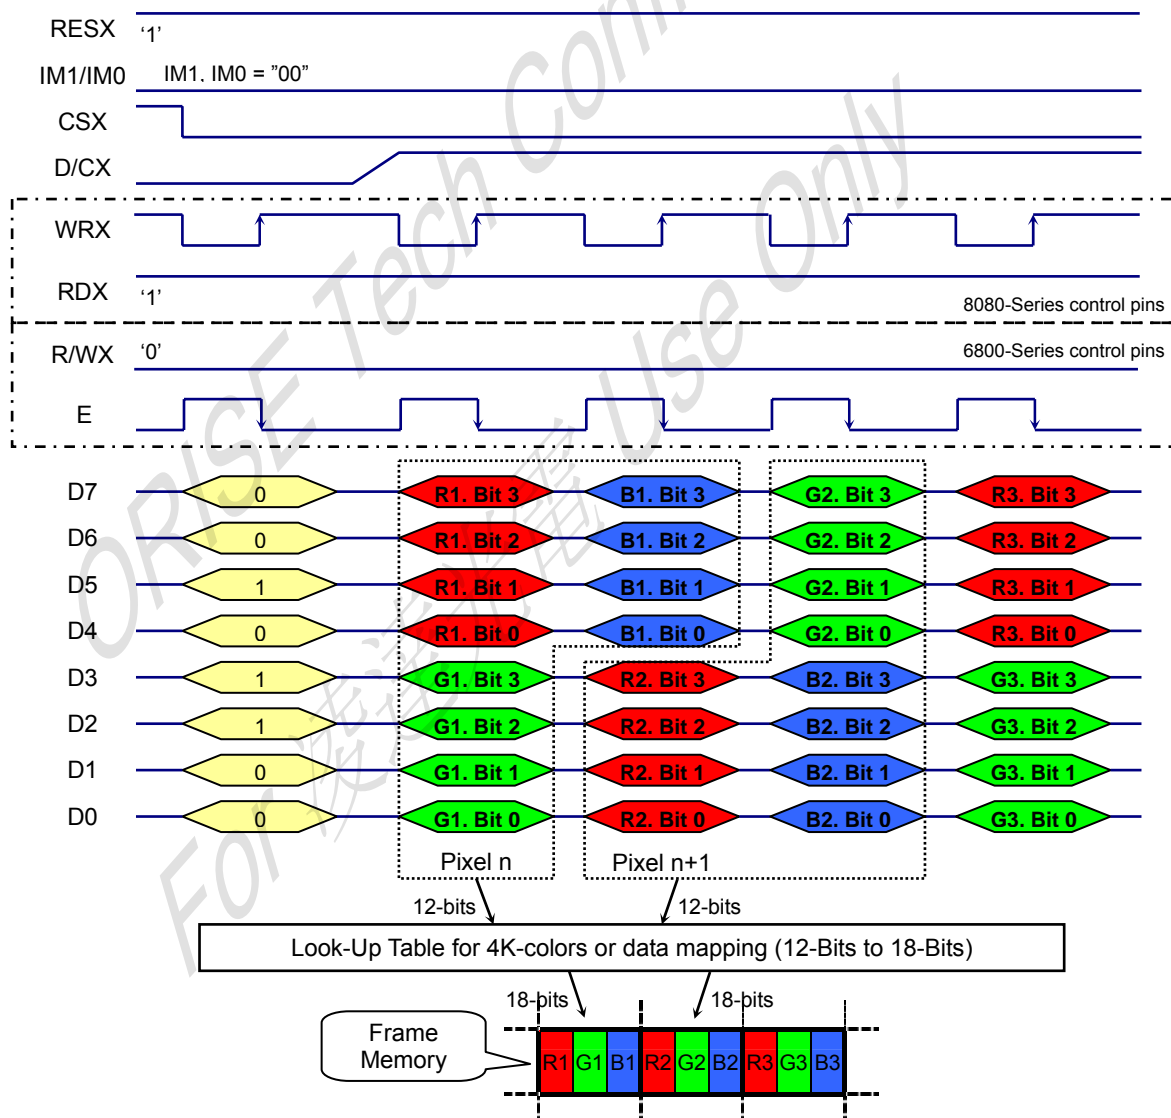 RESX ‘1’
IM1/IM0 IM1, IM0 = ”00”
CSX
D/CX
WRX
RDX ‘1’
8080-Series control pins
R/WX ‘0’ 6800-Series control pins
E
D7 0 R1. Bit 3 B1. Bit 3 G2. Bit 3 R3. Bit 3
D6 0 R1. Bit 2 B1. Bit 2 G2. Bit 2 R3. Bit 2
D5 1 R1. Bit 1 B1. Bit 1 G2. Bit 1 R3. Bit 1
D4 0 R1. Bit 0 B1. Bit 0 G2. Bit 0 R3. Bit 0
D3 1 G1. Bit 3 R2. Bit 3 B2. Bit 3 G3. Bit 3
D2 1 G1. Bit 2 R2. Bit 2 B2. Bit 2 G3. Bit 2
D1 0 G1. Bit 1 R2. Bit 1 B2. Bit 1 G3. Bit 1
D0 0 G1. Bit 0 R2. Bit 0 B2. Bit 0 G3. Bit 0
Pixel n Pixel n+1
12-bits 12-bits
Look-Up Table for 4K-colors or data mapping (12-Bits to 18-Bits)
18-bits 18-bits
Frame
Memory
R1 G1 B1 R2 G2 B2 R3 G3 B3
ORISE Tech
For Use Only